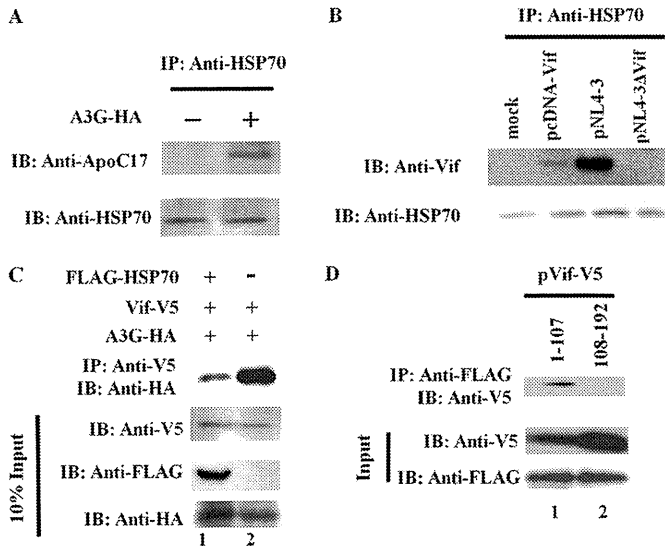 A
IP: Anti-HSP70
A3G-HA - +
IB: Anti-ApoC17
IB: Anti-HSP70
B
IP: Anti-HSP70
mock
pcDNA-Vif
pNL4-3
pNL4-3ΔVif
IB: Anti-Vif
IB: Anti-HSP70
C
FLAG-HSP70 + -
Vif-V5 + +
A3G-HA + +
IP: Anti-V5
IB: Anti-HA
10% Input
IB: Anti-V5
IB: Anti-FLAG
IB: Anti-HA
1 2
D
pVif-V5
1-107
108-192
IP: Anti-FLAG
IB: Anti-V5
Input
IB: Anti-V5
IB: Anti-FLAG
1 2